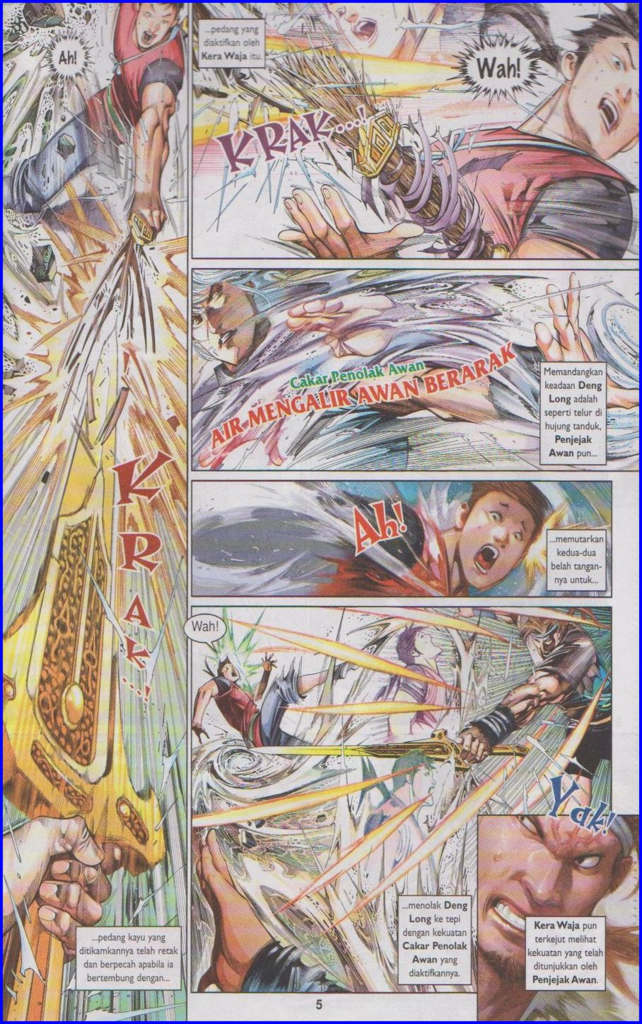 Ah!
KRAK...!
...pedang kayu yang
ditikamkannya telah retak
dan berpecah apabila ia
bertembung dengan...
...pedang yang
diaktifkan oleh
Kera Waja itu.
Wah!
KRAK...!
Cakar Penolak Awan
AIR MENGALIR AWAN BERARAK
Memandangkan
keadaan Deng
Long adalah
seperti telur di
hujung tanduk,
Penjejak
Awan pun...
Ah!
...memutarkan
kedua-dua
belah tangan-
nya untuk...
Wah!
...menolak Deng
Long ke tepi
dengan kekuatan
Cakar Penolak
Awan yang
diaktifkannya.
Yak!
Kera Waja pun
terkejut melihat
kekuatan yang telah
ditunjukkan oleh
Penjejak Awan.
5